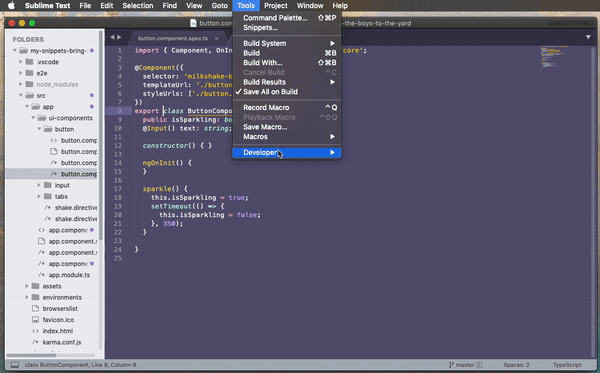 Sublime Text File Edit Selection Find View Goto Tools Project Window Help
button.com the-boys-to-the-yard UNREGISTERED
FOLDERS
my-snippets-bring-
.vscode
e2e
node_modules
src
app
ui-components
button
button.compo
button.compo
button.compo
button.compo
input
tabs
shake.directive
shake.directive
app.compone
app.component.s
app.compone
app.module.ts
assets
environments
browserslist
favicon.ico
index.html
karma.conf.js
button.component.spec.ts
1 import { Component, OnIn core';
2
3 @Component({
4 selector: 'milkshake-b
5 templateUrl: './button
6 styleUrls: ['./button.
7 })
8 export class ButtonCompo
9 public isSparkling: bo
10 @Input() text: string;
11
12 constructor() { }
13
14 ngOnInit() {
15 }
16
17 sparkle() {
18 this.isSparkling = true;
19 setTimeout(() => {
20 this.isSparkling = false;
21 }, 350);
22 }
23
24 }
25
Command Palette... ⇧⌘P
Snippets...
Build System
Build ⌘B
Build With... ⇧⌘B
Cancel Build ^C
Build Results
✓ Save All on Build
Record Macro ^Q
Playback Macro ^⇧Q
Save Macro...
Macros
Developer
class ButtonComponent, Line 8, Column 8 master Spaces: 2 TypeScript